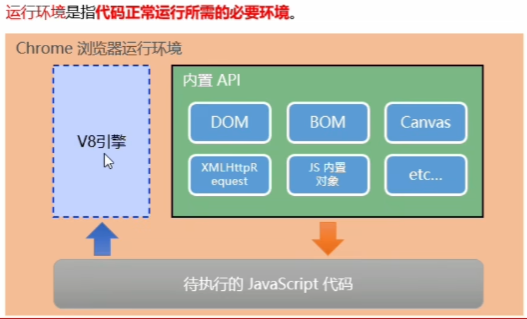 运行环境是指代码正常运行所需的必要环境。
Chrome 浏览器运行环境
V8引擎
内置 API
DOM
BOM
Canvas
XMLHttpR
equest
JS 内置
对象
etc...
待执行的 JavaScript 代码